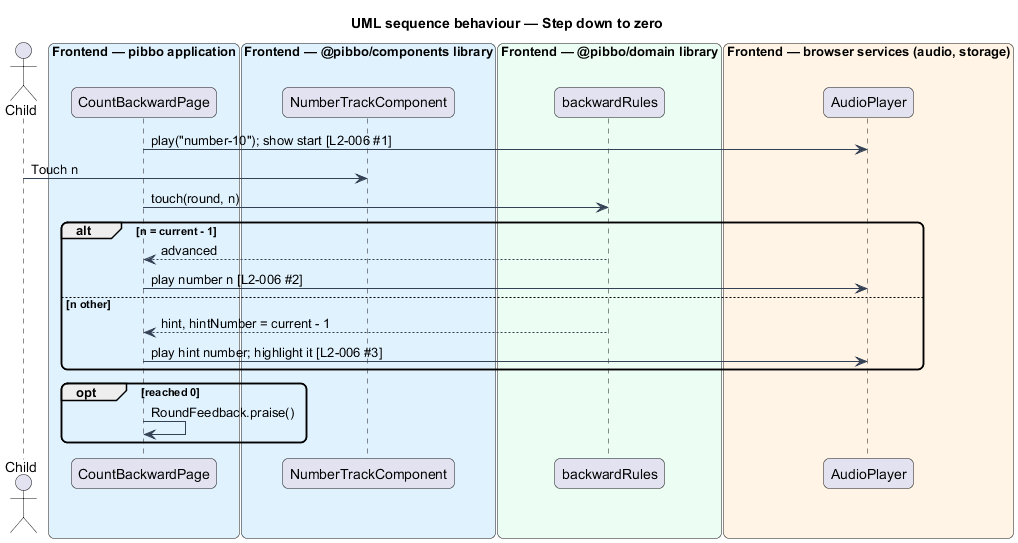 UML sequence behaviour — Step down to zero
Frontend — pibbo application
Frontend — @pibbo/components library
Frontend — @pibbo/domain library
Frontend — browser services (audio, storage)
Child
CountBackwardPage
NumberTrackComponent
backwardRules
AudioPlayer
play("number-10"); show start [L2-006 #1]
Touch n
touch(round, n)
alt
[n = current - 1]
advanced
play number n [L2-006 #2]
[n other]
hint, hintNumber = current - 1
play hint number; highlight it [L2-006 #3]
opt
[reached 0]
RoundFeedback.praise()
Child
CountBackwardPage
NumberTrackComponent
backwardRules
AudioPlayer